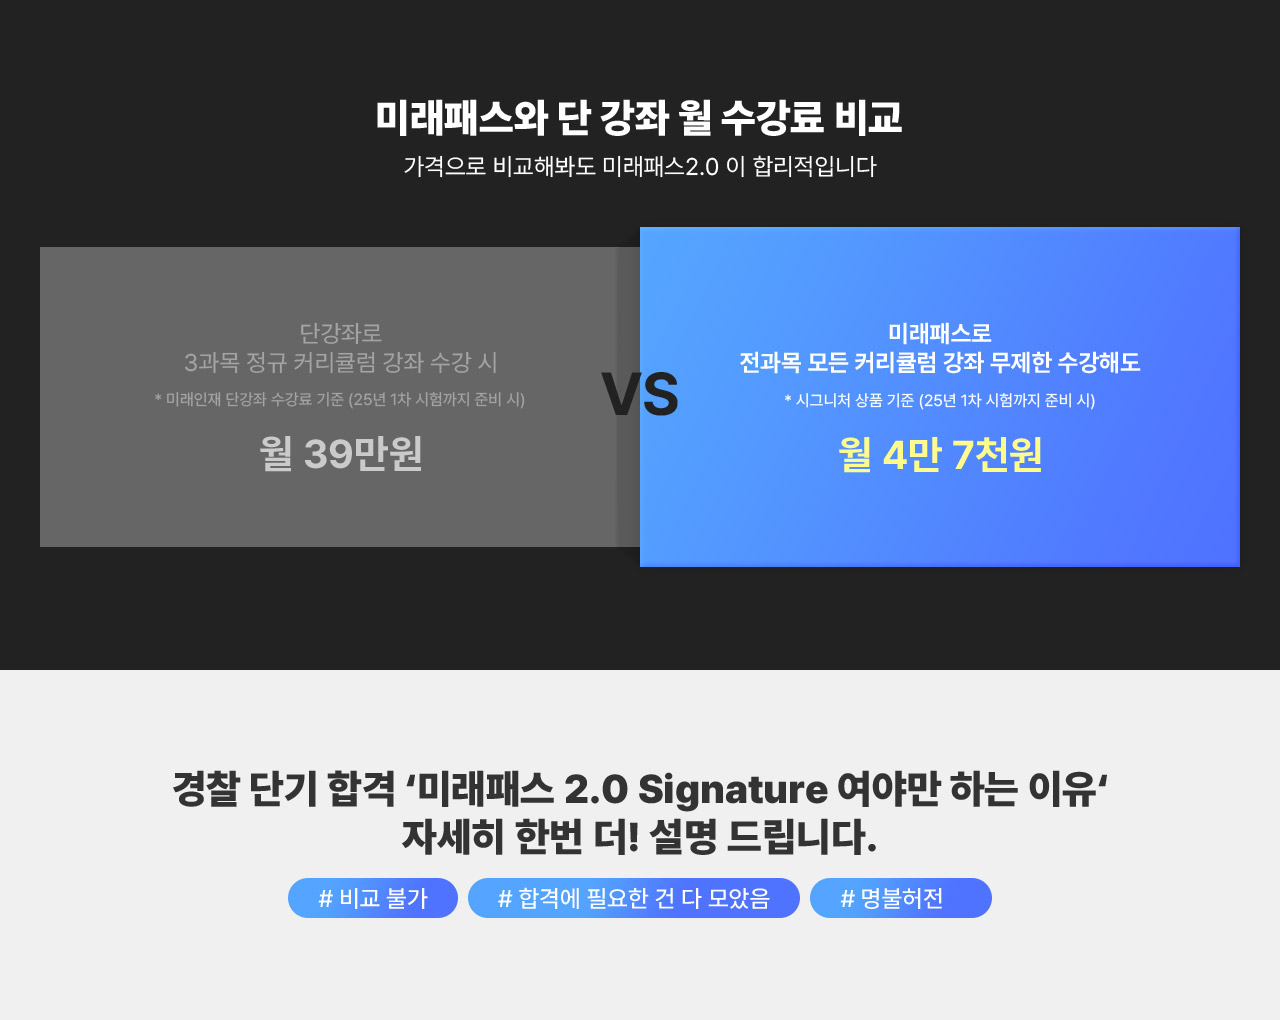 미래패스와 단 강좌 월 수강료 비교
가격으로 비교해봐도 미래패스2.0 이 합리적입니다
단강좌로
3과목 정규 커리큘럼 강좌 수강 시
* 미래인재 단강좌 수강료 기준 (25년 1차 시험까지 준비 시)
월 39만원
VS
미래패스로
전과목 모든 커리큘럼 강좌 무제한 수강해도
* 시그니처 상품 기준 (25년 1차 시험까지 준비 시)
월 4만 7천원
경찰 단기 합격 ‘미래패스 2.0 Signature 여야만 하는 이유‘
자세히 한번 더! 설명 드립니다.
# 비교 불가
# 합격에 필요한 건 다 모았음
# 명불허전